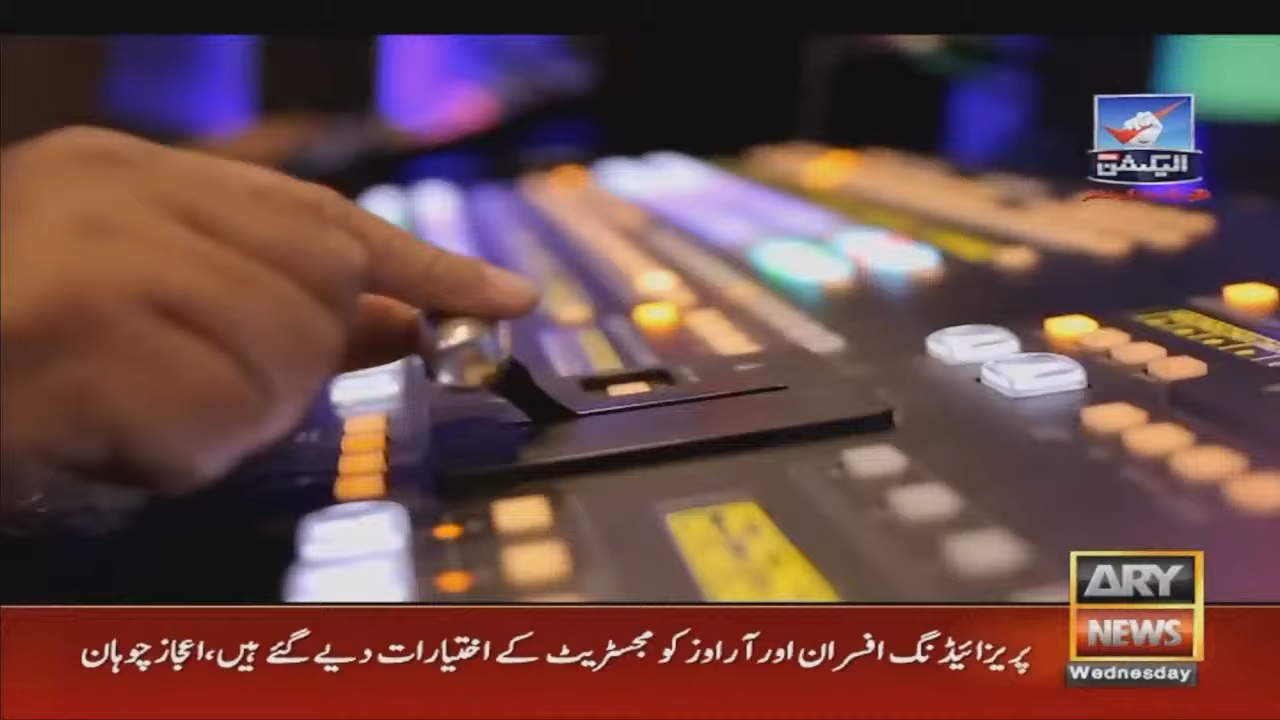 الیکشن
پریزائیڈنگ افسران اور آر اوز کو مجسٹریٹ کے اختیارات دیے گئے ہیں، اعجاز چوہان
ARY
NEWS
Wednesday